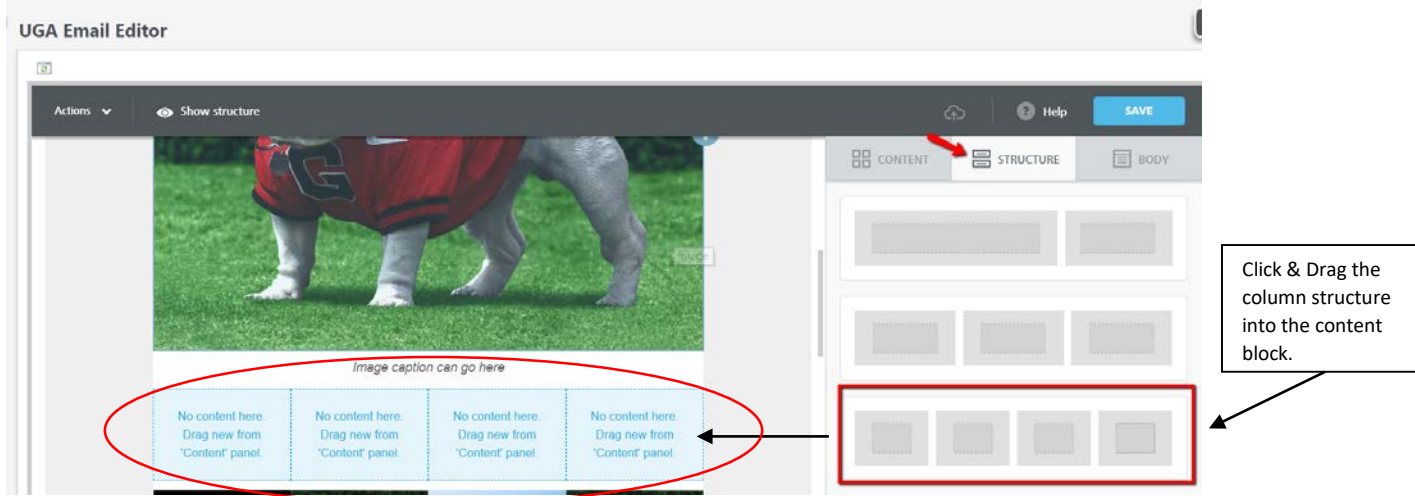 UGA Email Editor
Actions
Show structure
Help
SAVE
G
CONTENT
STRUCTURE
BODY
Image caption can go here
No content here.
Drag new from
'Content' panel.
No content here.
Drag new from
'Content' panel.
No content here.
Drag new from
'Content' panel.
No content here.
Drag new from
'Content' panel.
Click & Drag the
column structure
into the content
block.